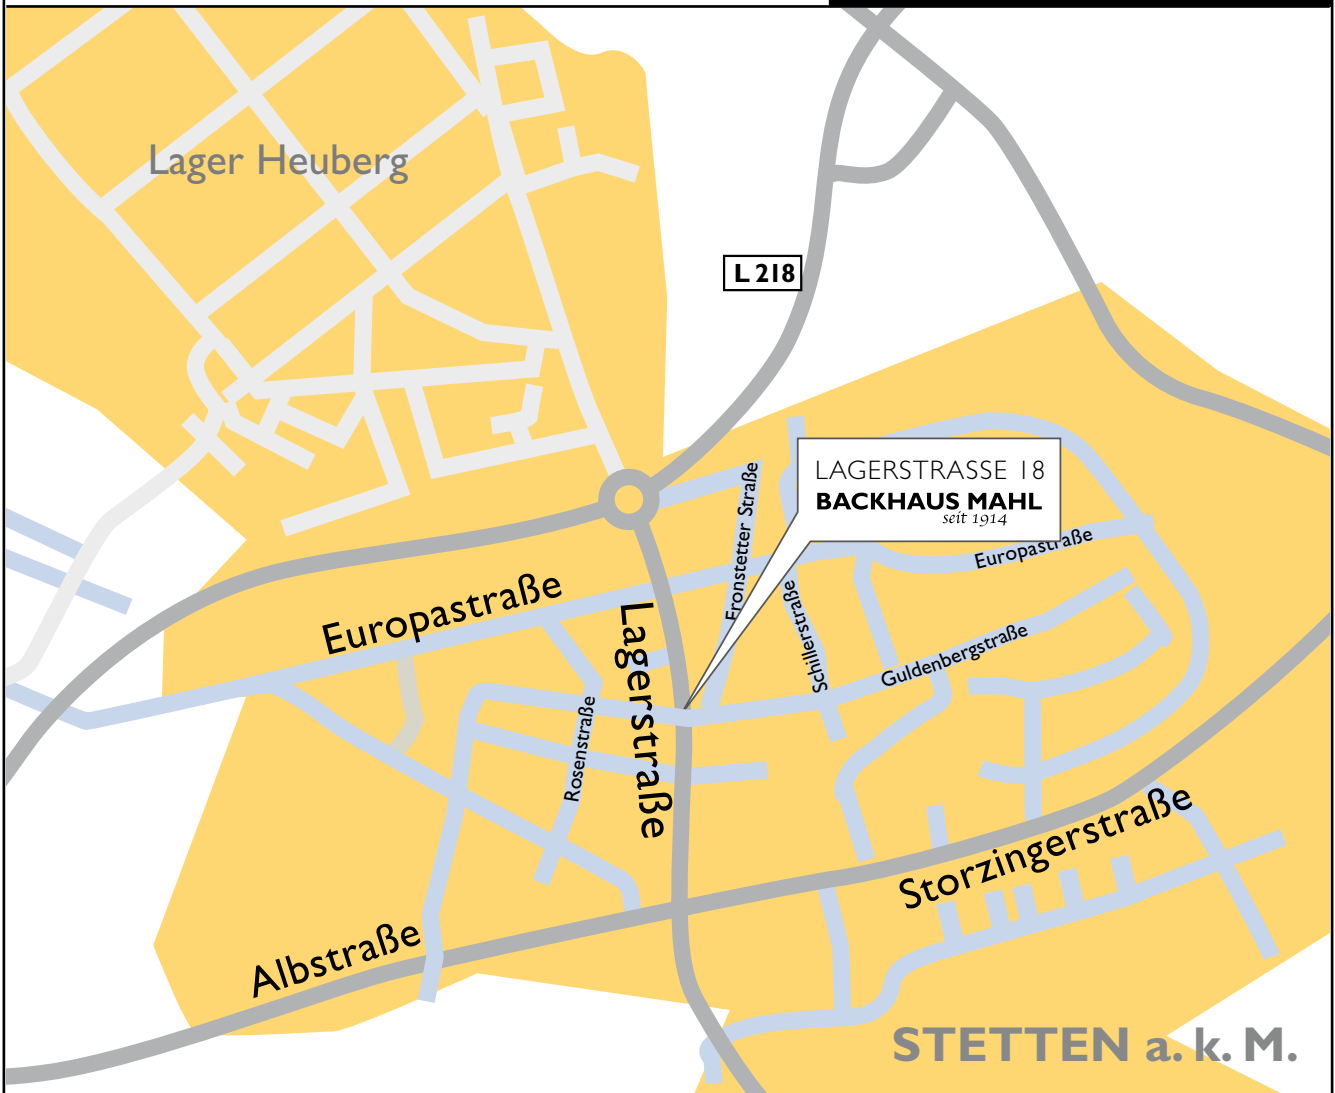 Lager Heuberg
L 218
LAGERSTRASSE 18
BACKHAUS MAHL
seit 1914
Fronstetter Straße
Europastraße
Europastraße
Lagerstraße
Schillerstraße
Guldenbergstraße
Rosenstraße
Storzingerstraße
Albstraße
STETTEN a. k. M.